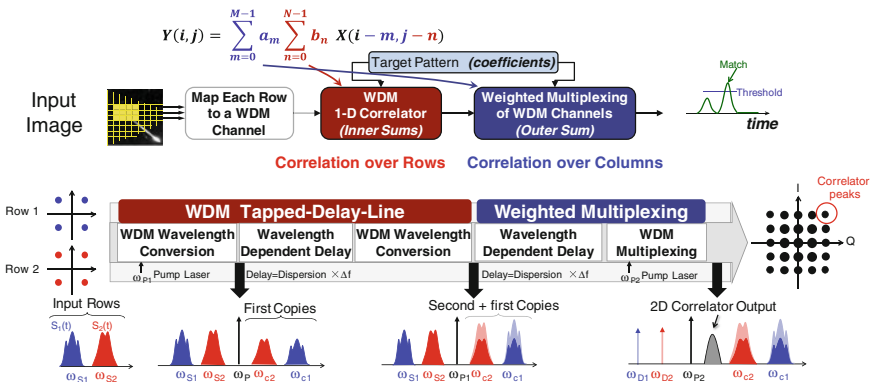 Y(i,j) = ∑_{m=0}^{M-1} a_m ∑_{n=0}^{N-1} b_n X(i − m, j − n)
Target Pattern (coefficients)
Input
Image
Map Each Row
to a WDM
Channel
WDM
1-D Correlator
(Inner Sums)
Weighted Multiplexing
of WDM Channels
(Outer Sum)
Match
Threshold
time
Correlation over Rows
Correlation over Columns
Row 1
Row 2
WDM Tapped-Delay-Line
Weighted Multiplexing
WDM Wavelength
Conversion
Wavelength
Dependent Delay
WDM Wavelength
Conversion
Wavelength
Dependent Delay
WDM
Multiplexing
ω_P1 Pump Laser
Delay=Dispersion ×Δf
Delay=Dispersion ×Δf
ω_P2 Pump Laser
I
Q
Correlator
peaks
Input Rows
S_1(t)
S_2(t)
ω_S1
ω_S2
First Copies
ω_S1
ω_S2
ω_P
ω_c2
ω_c1
Second + first Copies
ω_S1
ω_S2
ω_P1
ω_c2
ω_c1
2D Correlator Output
ω_D1
ω_D2
ω_P2
ω_c2
ω_c1